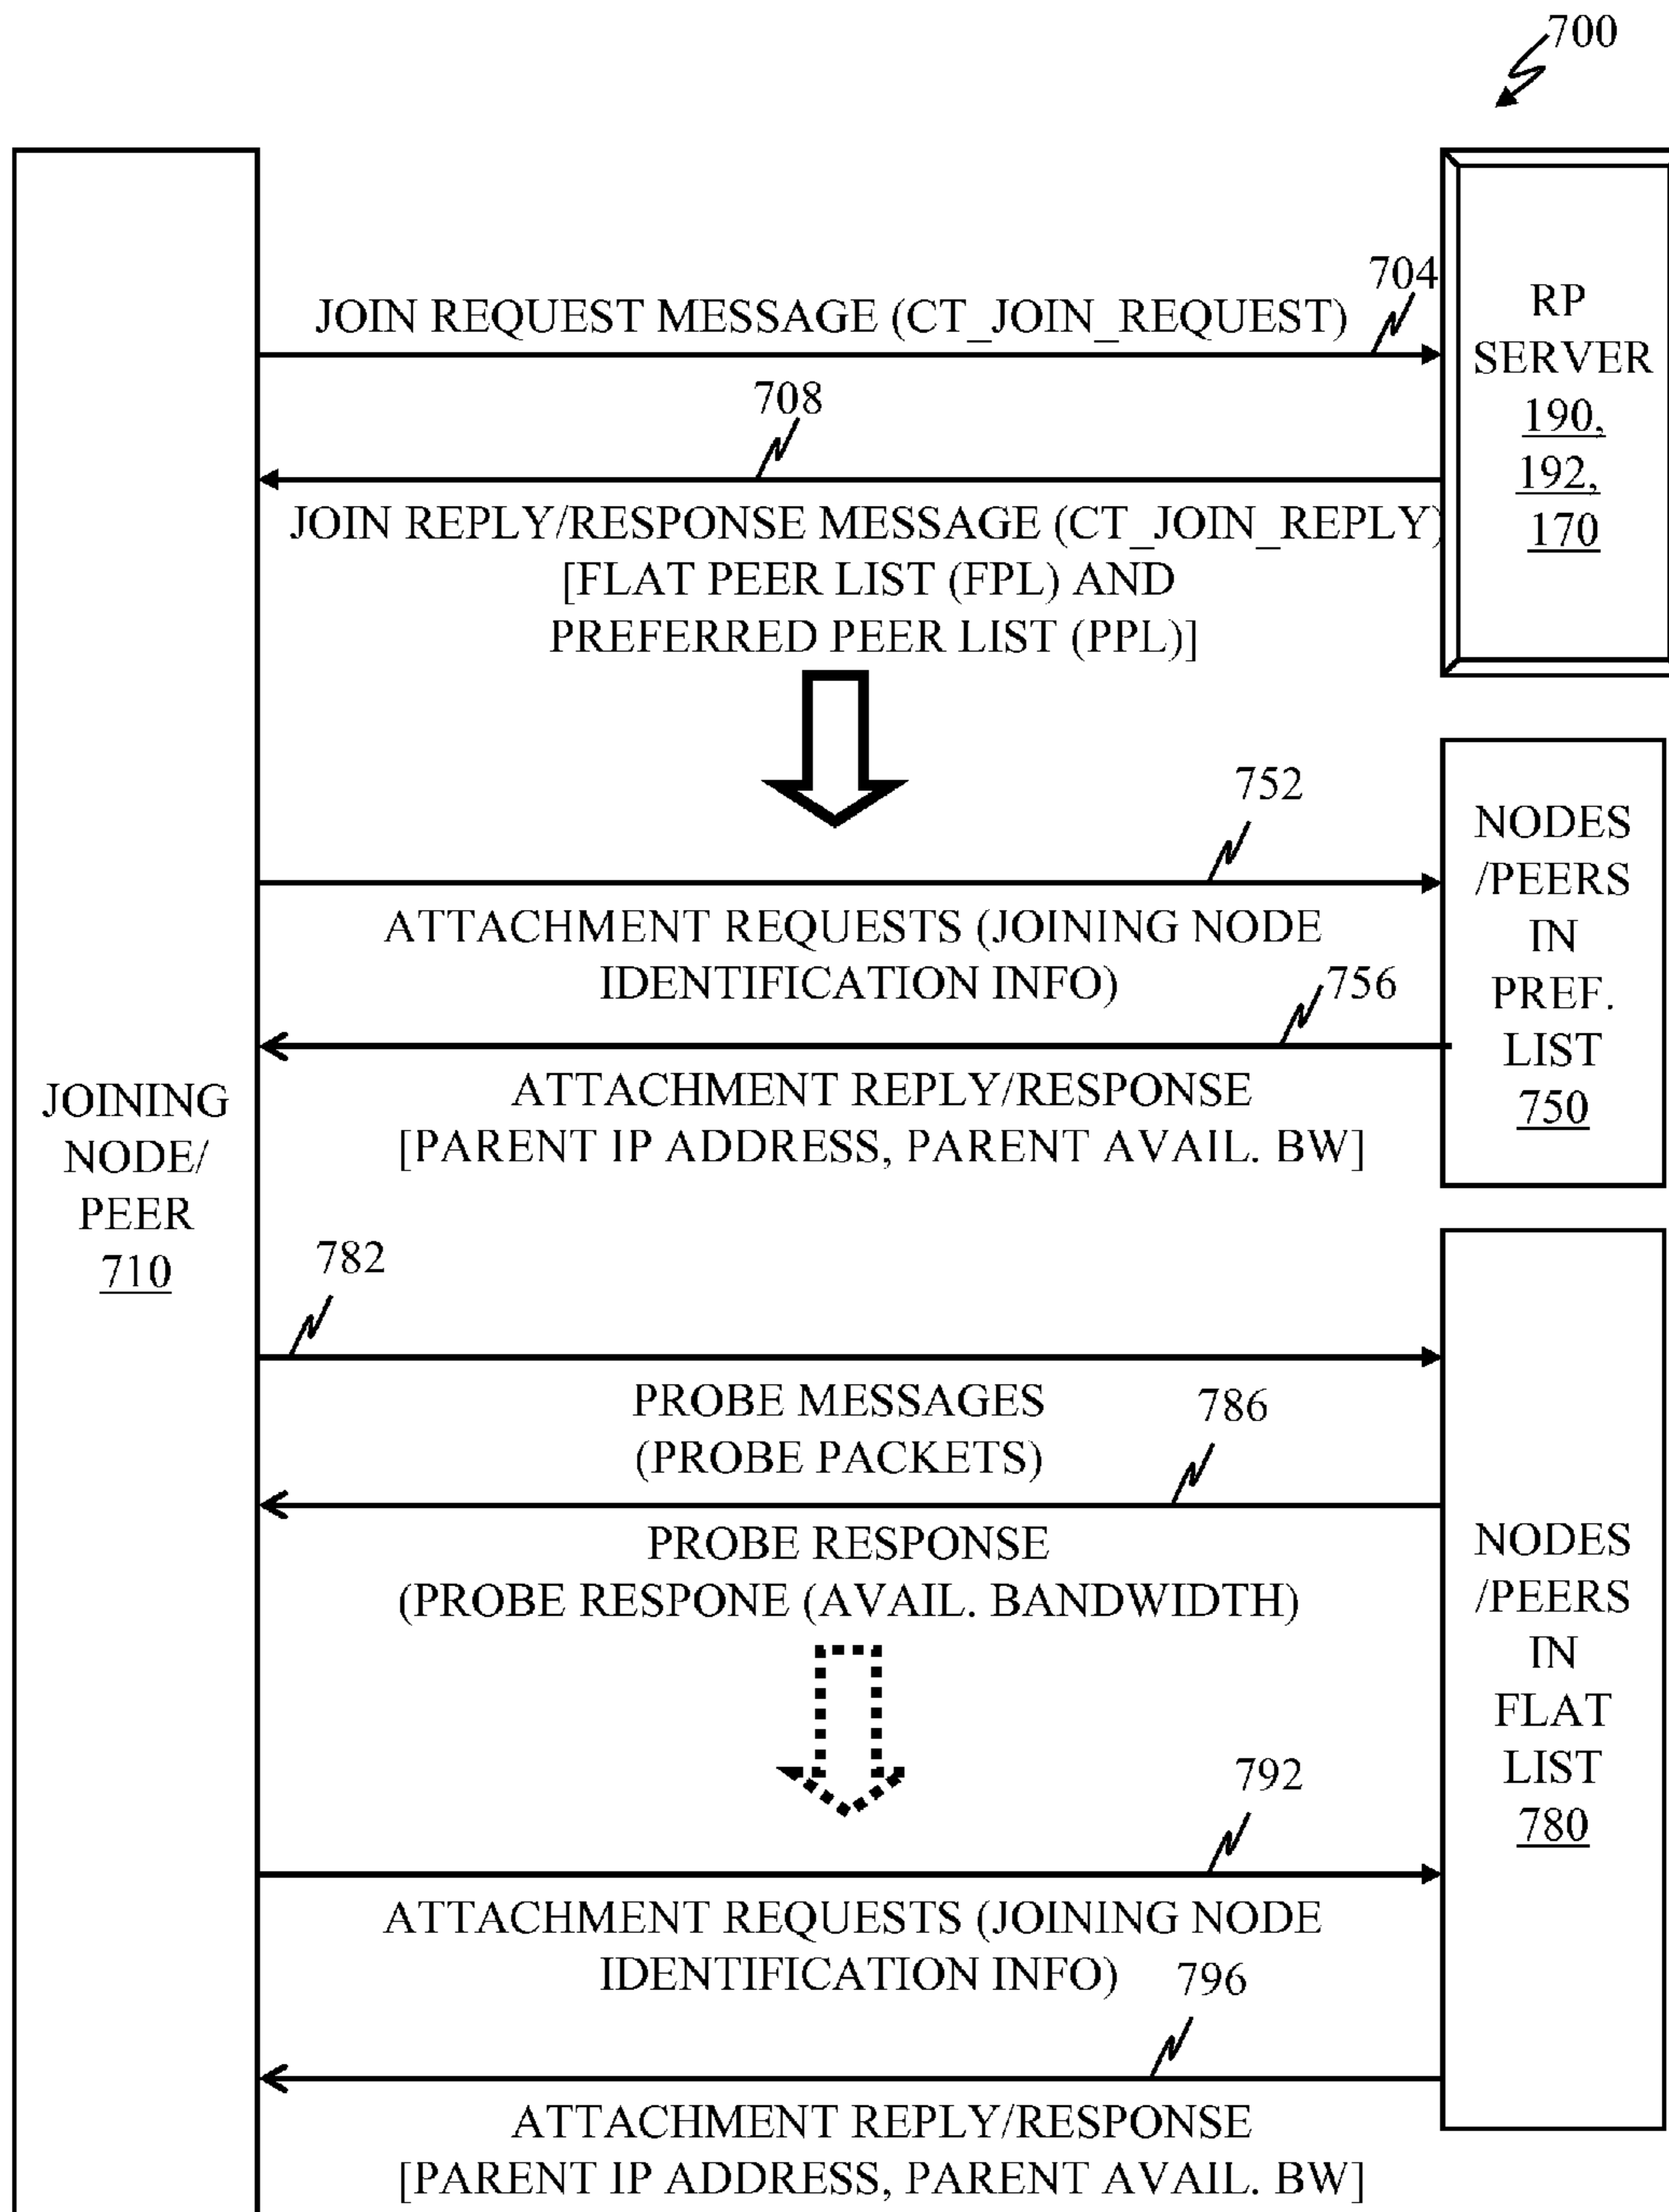 700
704
JOIN REQUEST MESSAGE (CT_JOIN_REQUEST)
RP
SERVER
190,
192,
170
708
JOIN REPLY/RESPONSE MESSAGE (CT_JOIN_REPLY)
[FLAT PEER LIST (FPL) AND
PREFERRED PEER LIST (PPL)]
752
NODES
/PEERS
IN
PREF.
LIST
750
ATTACHMENT REQUESTS (JOINING NODE
IDENTIFICATION INFO)
756
ATTACHMENT REPLY/RESPONSE
[PARENT IP ADDRESS, PARENT AVAIL. BW]
JOINING
NODE/
PEER
710
782
PROBE MESSAGES
(PROBE PACKETS)
786
PROBE RESPONSE
(PROBE RESPONE (AVAIL. BANDWIDTH)
NODES
/PEERS
IN
FLAT
LIST
780
792
ATTACHMENT REQUESTS (JOINING NODE
IDENTIFICATION INFO)
796
ATTACHMENT REPLY/RESPONSE
[PARENT IP ADDRESS, PARENT AVAIL. BW]